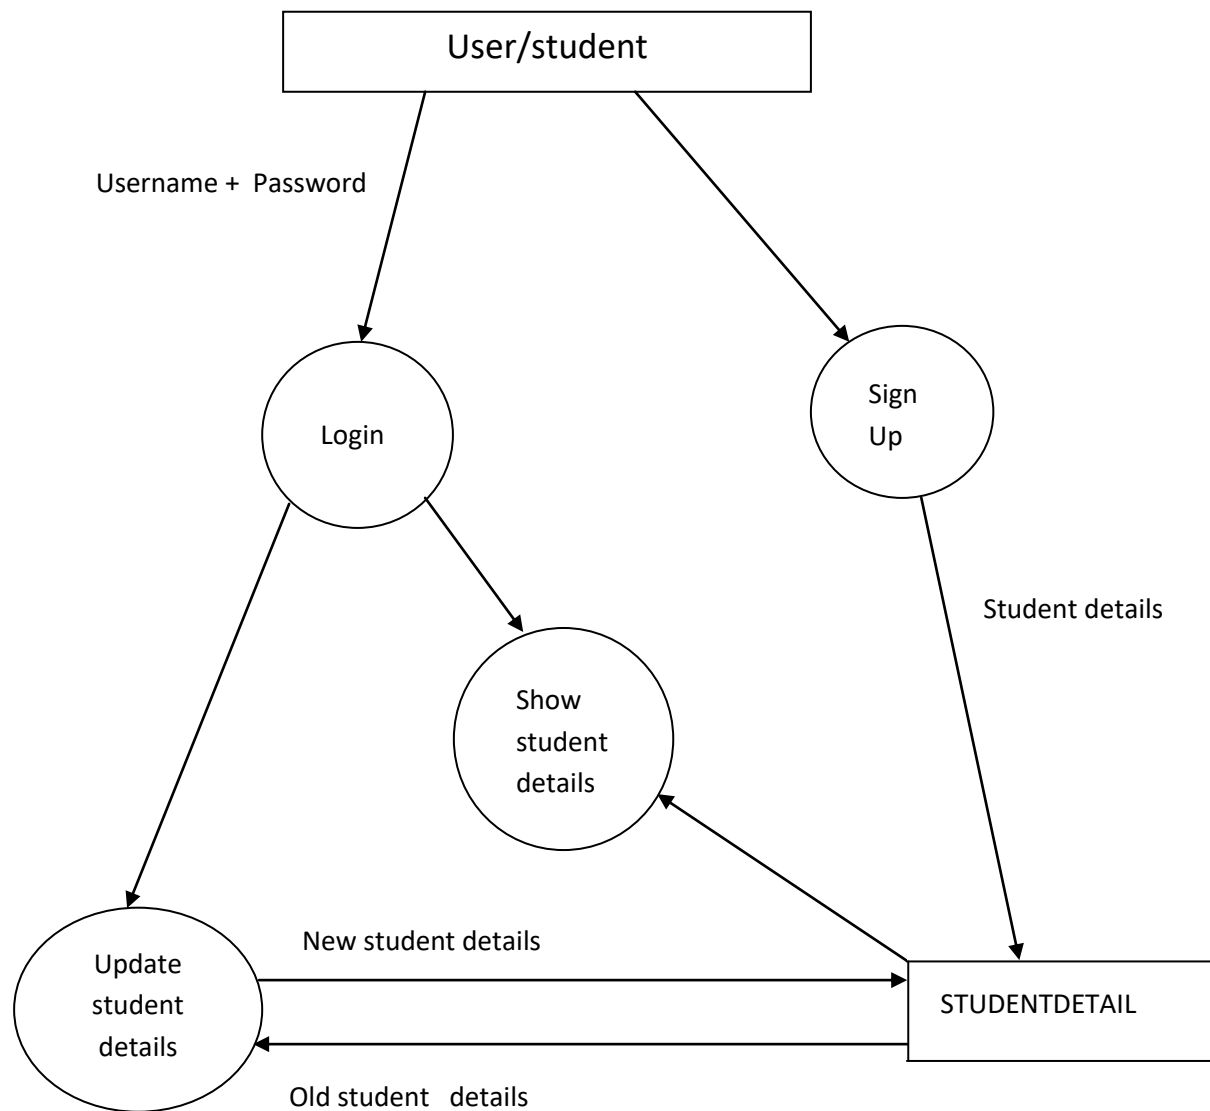 User/student
Username + Password
Sign
Up
Login
Student details
Show
student
details
New student details
Update
student
details
STUDENTDETAIL
Old student details